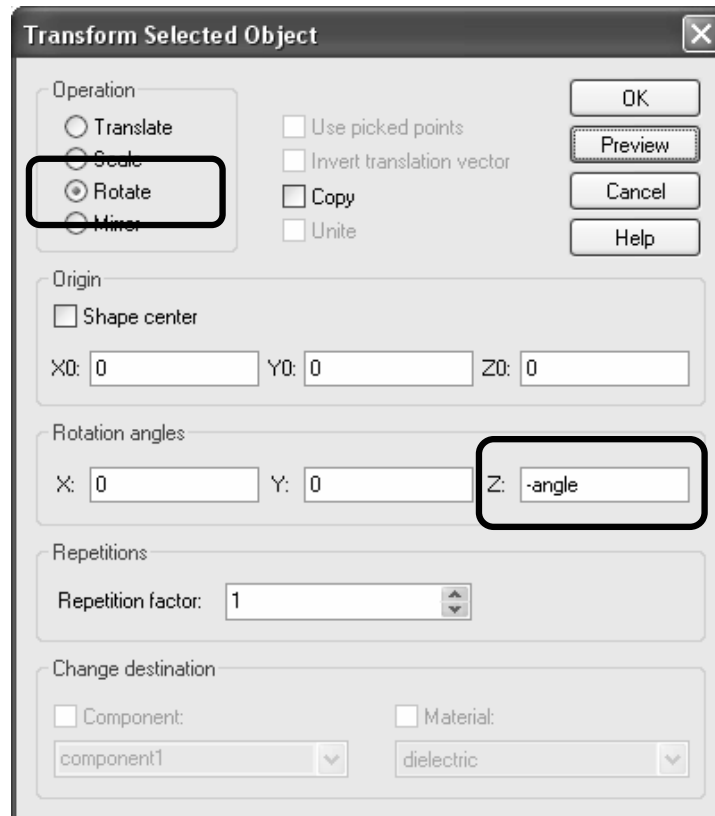 Transform Selected Object
Operation
Translate
Scale
Rotate
Mirror
Use picked points
Invert translation vector
Copy
Unite
OK
Preview
Cancel
Help
Origin
Shape center
X0: 0 Y0: 0 Z0: 0
Rotation angles
X: 0 Y: 0 Z: -angle
Repetitions
Repetition factor: 1
Change destination
Component: Material:
component1 dielectric